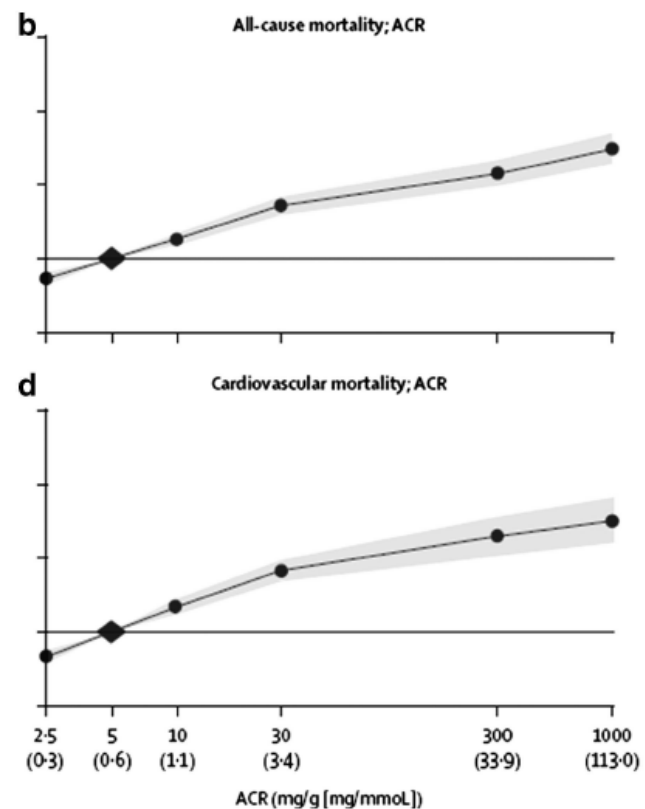 b
All-cause mortality; ACR
d
Cardiovascular mortality; ACR
2·5 5 10 30 300 1000
(0·3) (0·6) (1·1) (3·4) (33·9) (113·0)
ACR (mg/g [mg/mmoL])